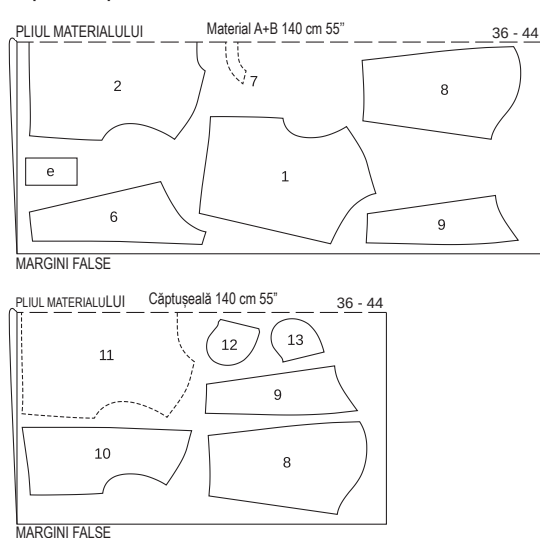 PLIUL MATERIALULUI Material A+B 140 cm 55” 36 - 44
2
7
8
e
1
6
9
MARGINI FALSE
PLIUL MATERIALULUI Căptușeală 140 cm 55” 36 - 44
11
12
13
9
10
8
MARGINI FALSE